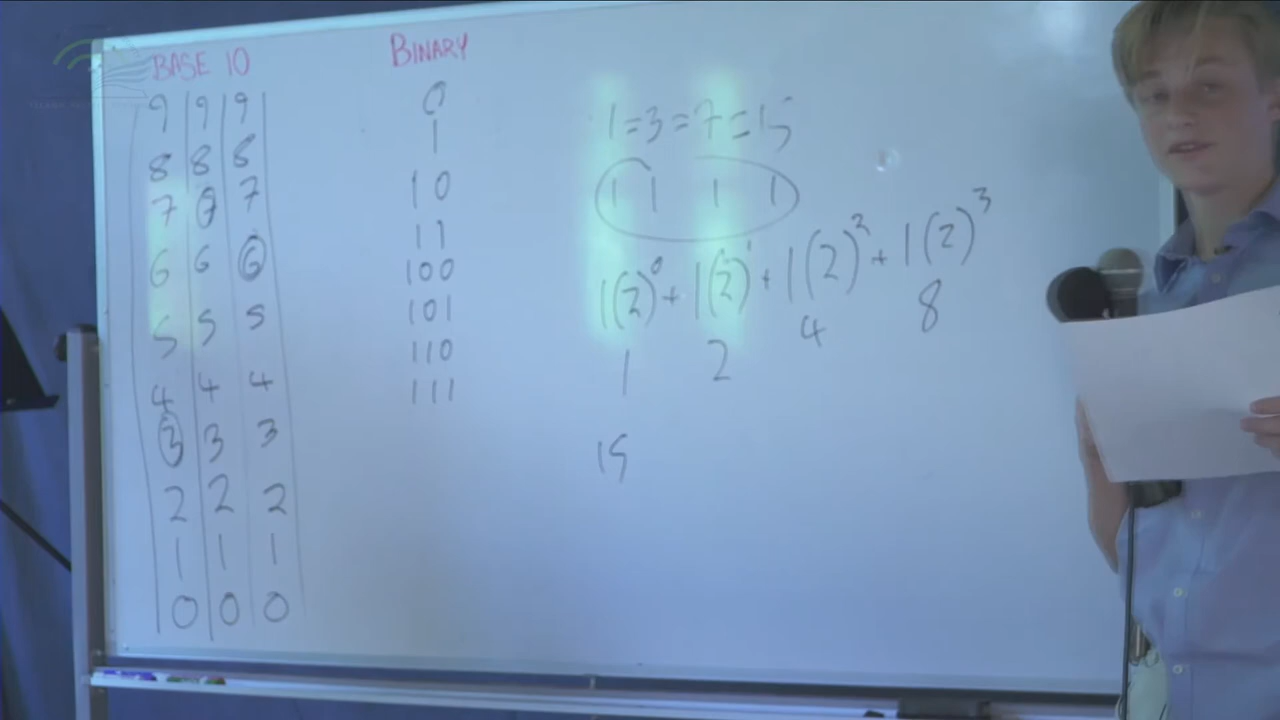 BASE 10
9 9 9
8 8 8
7 7 7
6 6 6
5 5 5
4 4 4
3 3 3
2 2 2
1 1 1
0 0 0
BINARY
0
1
10
11
100
101
110
111
1=3=7=15
1 1 1 1
1(2)⁰+1(2)¹+1(2)²+1(2)³
1 2 4 8
15